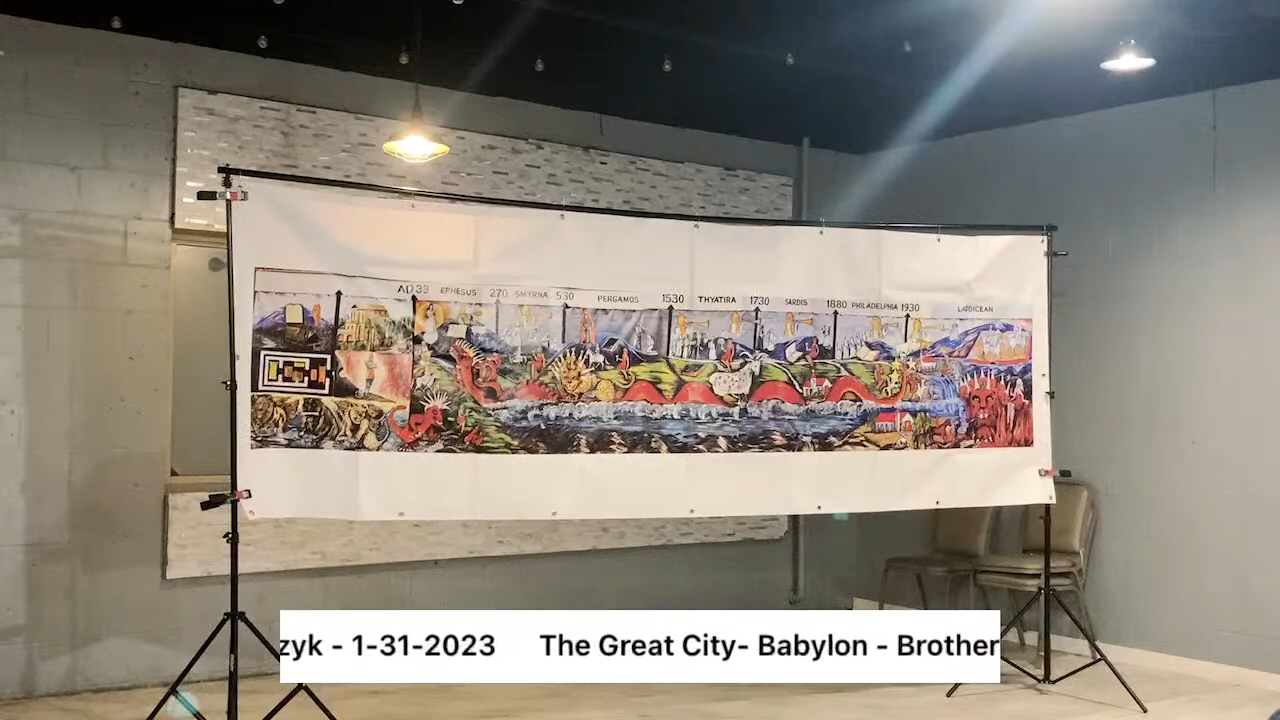 AD 33 EPHESUS 270 SMYRNA 530 PERGAMOS 1530 THYATIRA 1730 SARDIS 1880 PHILADELPHIA 1930 LAODICEAN
zyk - 1-31-2023 The Great City- Babylon - Brother